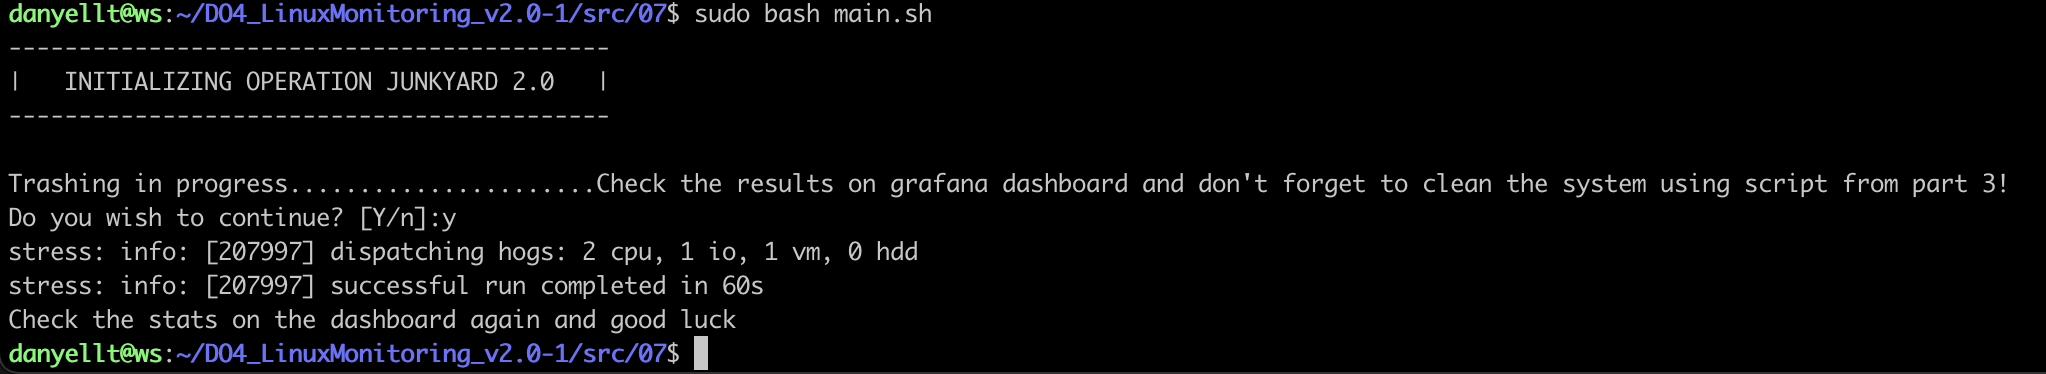 danyellt@ws:~/DO4_LinuxMonitoring_v2.0-1/src/07$ sudo bash main.sh
-------------------------------------------
|   INITIALIZING OPERATION JUNKYARD 2.0   |
-------------------------------------------
Trashing in progress......................Check the results on grafana dashboard and don't forget to clean the system using script from part 3!
Do you wish to continue? [Y/n]:y
stress: info: [207997] dispatching hogs: 2 cpu, 1 io, 1 vm, 0 hdd
stress: info: [207997] successful run completed in 60s
Check the stats on the dashboard again and good luck
danyellt@ws:~/DO4_LinuxMonitoring_v2.0-1/src/07$